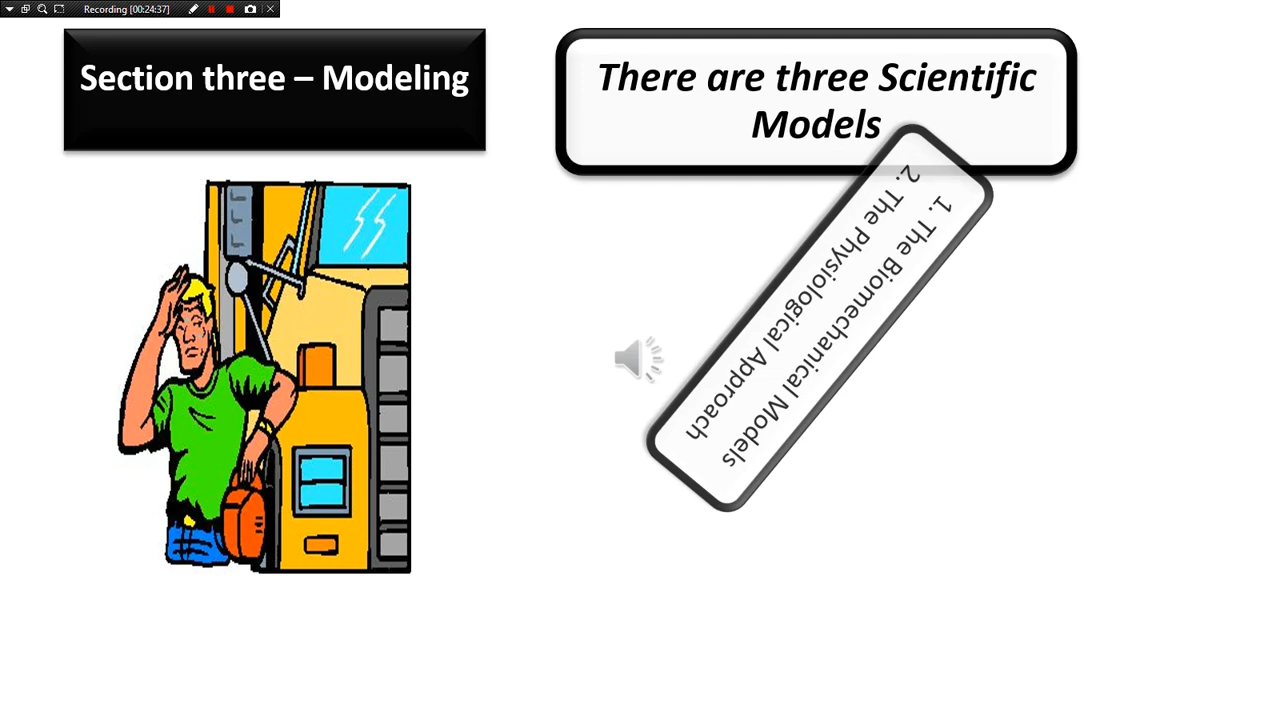 Recording [00:24:37]
Section three – Modeling
There are three Scientific
Models
1. The Biomechanical Models
2. The Physiological Approach